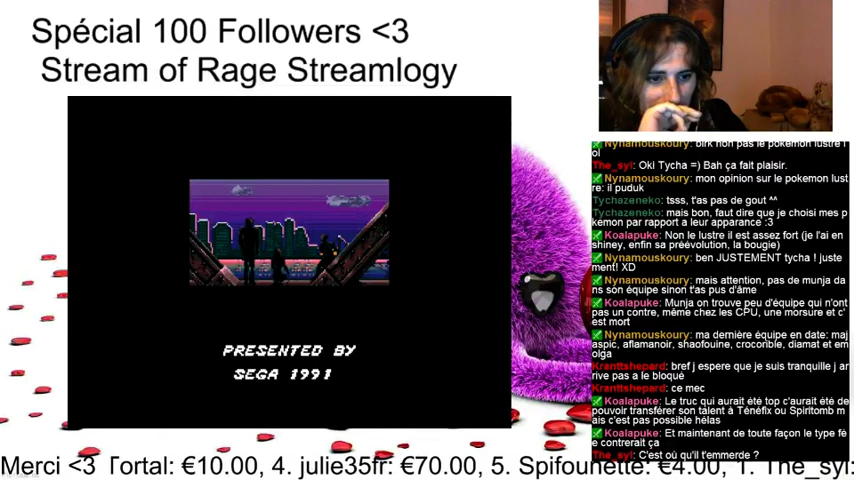 Spécial 100 Followers <3
Stream of Rage Streamlogy
PRESENTED BY
SEGA 1991
Nynamouskoury: birk non pas le pokemon lustre l
ol
The_syl: Oki Tycha =) Bah ça fait plaisir.
Nynamouskoury: mon opinion sur le pokemon lust
re: il puduk
Tychazeneko: tsss, t'as pas de gout ^^
Tychazeneko: mais bon, faut dire que je choisi mes p
kemon par rapport a leur apparance :3
Koalapuke: Non le lustre il est assez fort (je l'ai en
shiney, enfin sa préévolution, la bougie)
Nynamouskoury: ben JUSTEMENT tycha ! juste
ment! XD
Nynamouskoury: mais attention, pas de munja da
ns son équipe sinon t'as pus d'âme
Koalapuke: Munja on trouve peu d'équipe qui n'ont
pas un contre, même chez les CPU, une morsure et c'
est mort
Nynamouskoury: ma dernière équipe en date: maj
aspic, aflamanoir, shaofouine, crocorible, diamat et em
olga
Kranttshepard: bref j espere que je suis tranquille j ar
rive pas a le bloqué
Kranttshepard: ce mec
Koalapuke: Le truc qui aurait été top c'aurait été de
pouvoir transférer son talent à Ténéfix ou Spiritomb m
ais c'est pas possible hélas
Koalapuke: Et maintenant de toute façon le type fé
e contrerait ça
The_syl: C'est où qu'il t'emmerde ?
Merci <3 Tortal: €10.00, 4. julie35fr: €70.00, 5. Spifounette: €4.00, 1. The_syl: